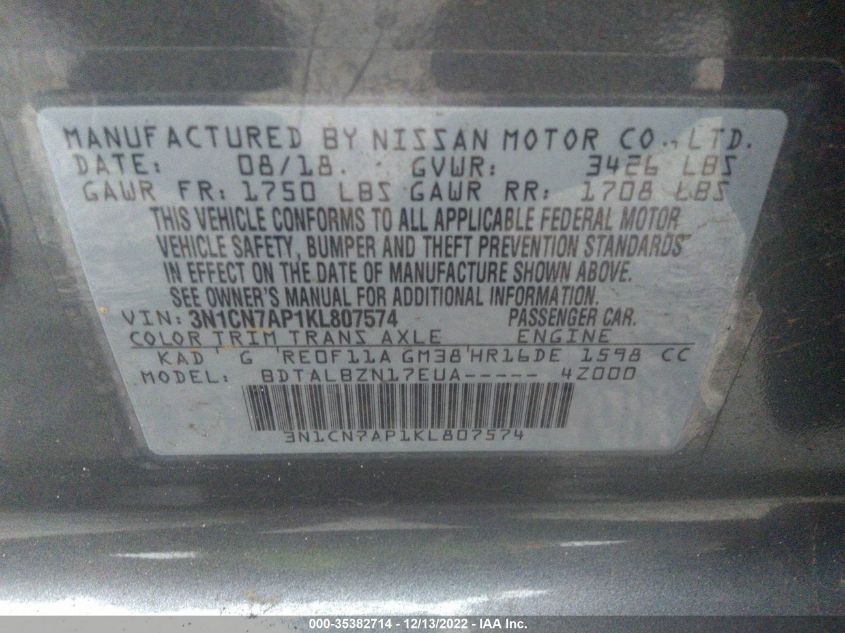 MANUFACTURED BY NISSAN MOTOR CO., LTD.
DATE: 08/18. GVWR: 3426 LBS
GAWR FR: 1750 LBS GAWR RR: 1708 LBS
THIS VEHICLE CONFORMS TO ALL APPLICABLE FEDERAL MOTOR
VEHICLE SAFETY, BUMPER AND THEFT PREVENTION STANDARDS
IN EFFECT ON THE DATE OF MANUFACTURE SHOWN ABOVE.
SEE OWNER'S MANUAL FOR ADDITIONAL INFORMATION.
VIN: 3N1CN7AP1KL807574 PASSENGER CAR.
COLOR TRIM TRANS AXLE ENGINE
KAD G RE0F11A GM38 HR16DE 1598 CC
MODEL: BDTALBZN17EUA----- 4Z000
3N1CN7AP1KL807574
000-35382714 - 12/13/2022 - IAA Inc.